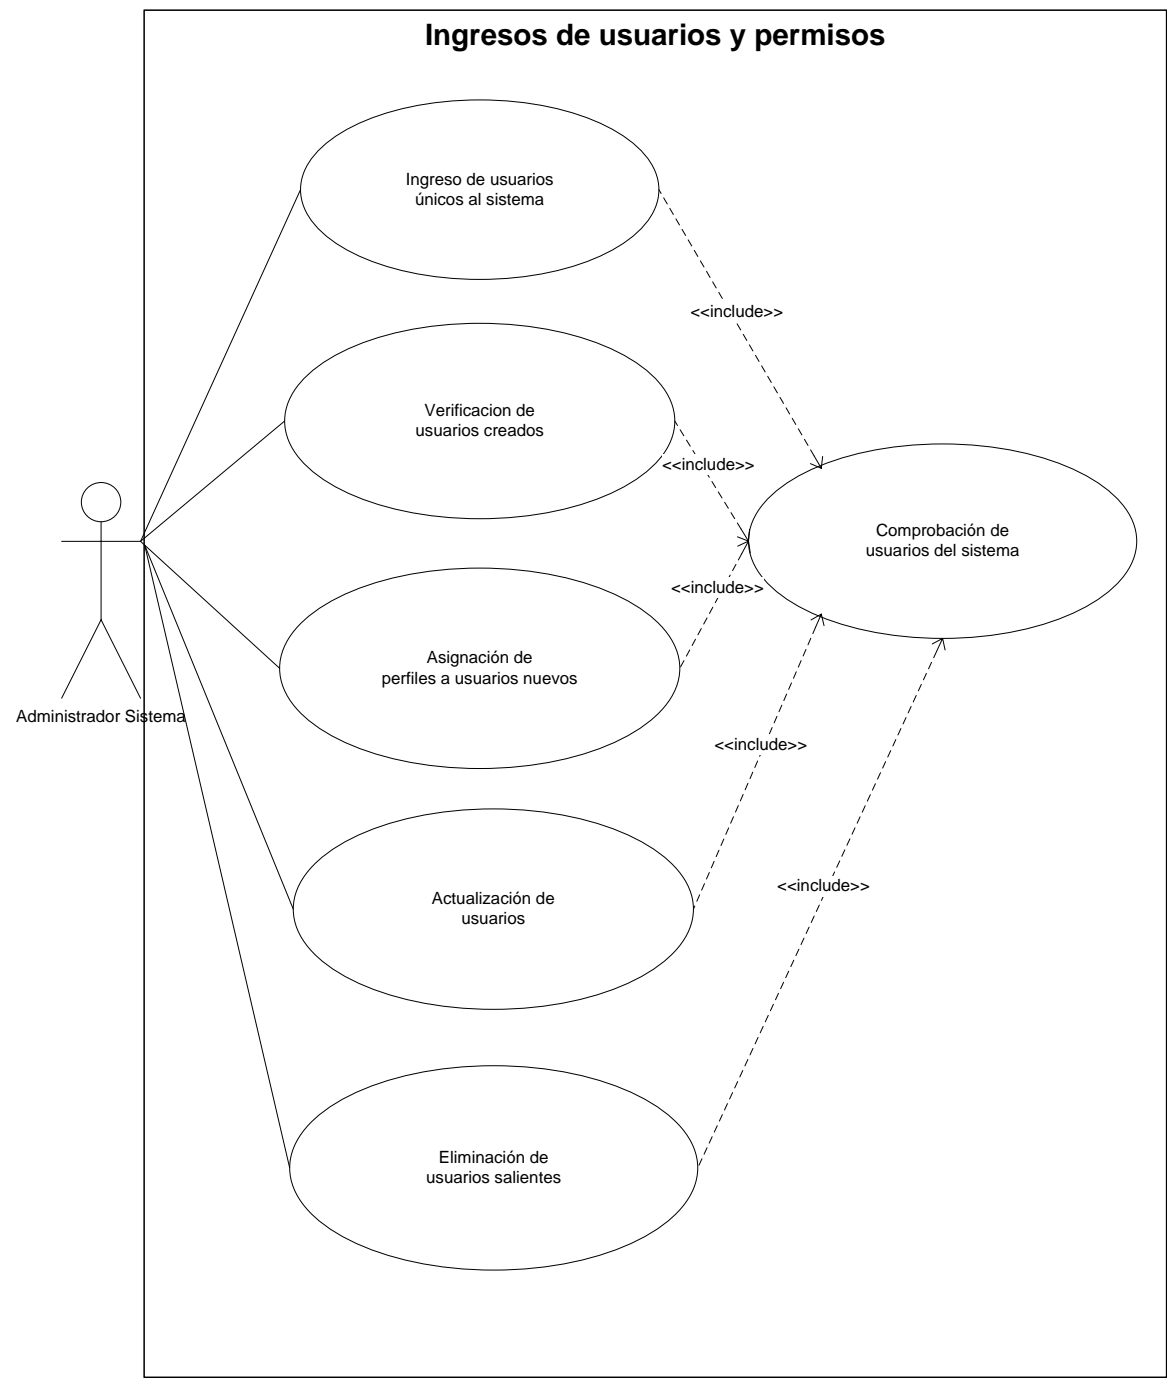 Ingresos de usuarios y permisos
Ingreso de usuarios
únicos al sistema
<<include>>
Verificacion de
usuarios creados
<<include>>
Comprobación de
usuarios del sistema
<<include>>
Asignación de
perfiles a usuarios nuevos
Administrador Sistema
<<include>>
Actualización de
usuarios
<<include>>
Eliminación de
usuarios salientes